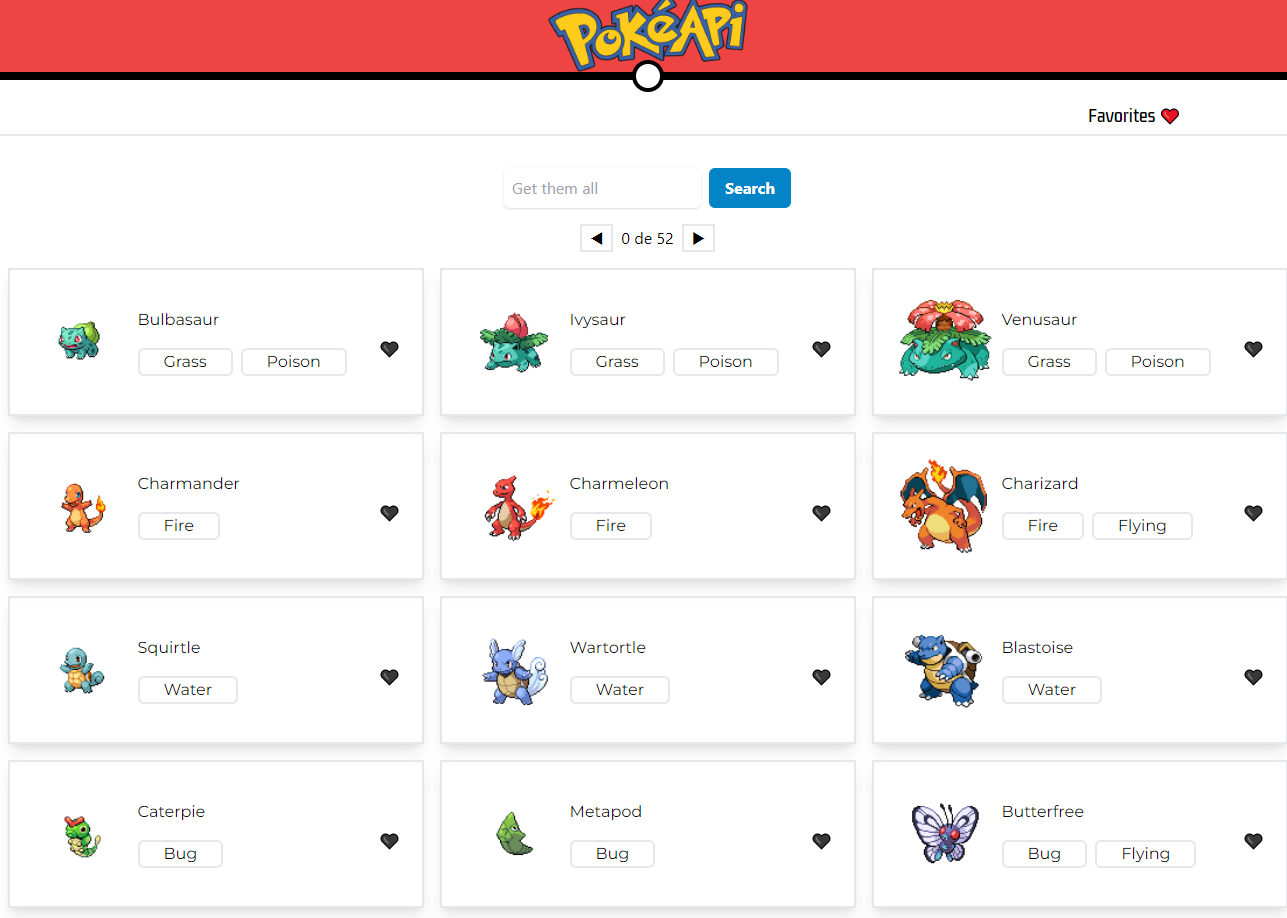 PokéApi
Favorites
Get them all Search
◀ 0 de 52 ▶
Bulbasaur Ivysaur Venusaur
Grass Poison Grass Poison Grass Poison
Charmander Charmeleon Charizard
Fire Fire Fire Flying
Squirtle Wartortle Blastoise
Water Water Water
Caterpie Metapod Butterfree
Bug Bug Bug Flying